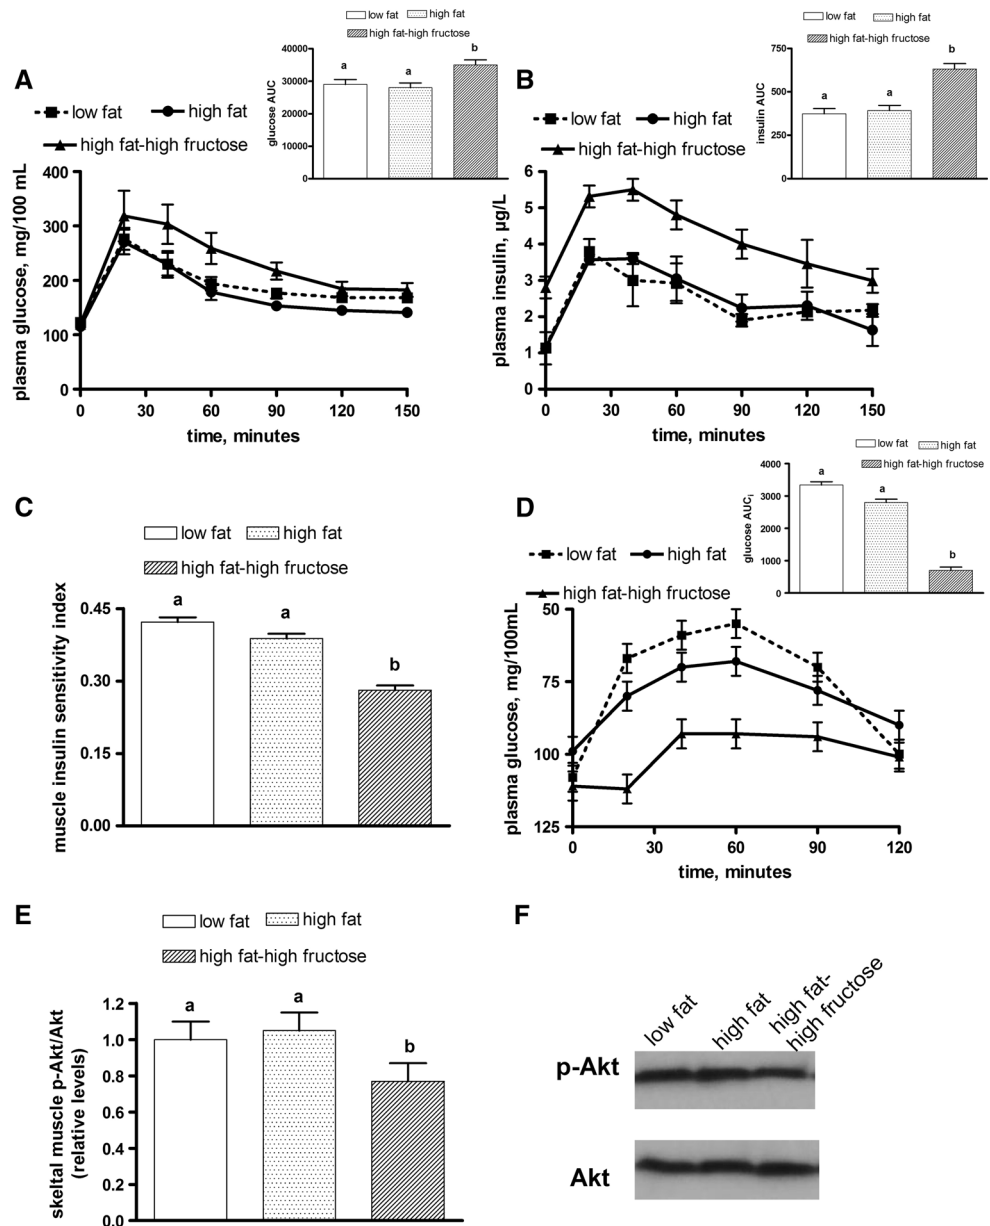 low fat high fat
high fat-high fructose
40000
30000
20000
10000
0
glucose AUC
a
a
b
A
low fat high fat
high fat-high fructose
plasma glucose, mg/100 mL
400
300
200
100
0
0 30 60 90 120 150
time, minutes
low fat high fat
high fat-high fructose
750
500
250
0
insulin AUC
a
a
b
B
low fat high fat
high fat-high fructose
plasma insulin, µg/L
6
5
4
3
2
1
0
0 30 60 90 120 150
time, minutes
C
low fat high fat
high fat-high fructose
muscle insulin sensitivity index
0.45
0.30
0.15
0.00
a
a
b
low fat high fat
high fat-high fructose
4000
3000
2000
1000
0
glucose AUCi
a
a
b
D
low fat high fat
high fat-high fructose
plasma glucose, mg/100mL
50
75
100
125
0 30 60 90 120
time, minutes
E
low fat high fat
high fat-high fructose
skeltal muscle p-Akt/Akt
(relative levels)
1.2
1.0
0.8
0.6
0.4
0.2
0.0
a
a
b
F
low fat
high fat
high fat-
high fructose
p-Akt
Akt